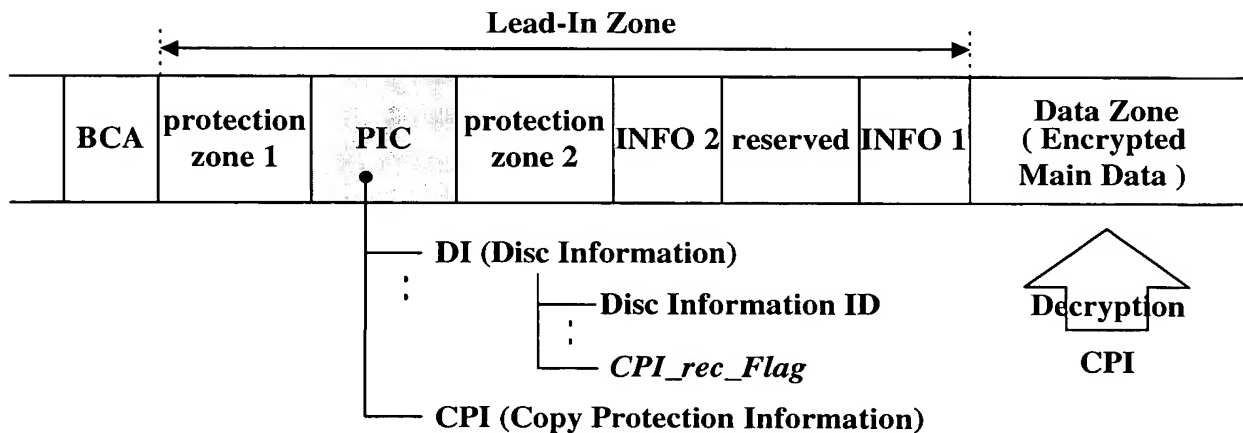 Lead-In Zone
BCA
protection
zone 1
PIC
protection
zone 2
INFO 2
reserved
INFO 1
Data Zone
( Encrypted
Main Data )
DI (Disc Information)
Disc Information ID
CPI_rec_Flag
CPI (Copy Protection Information)
Decryption
CPI